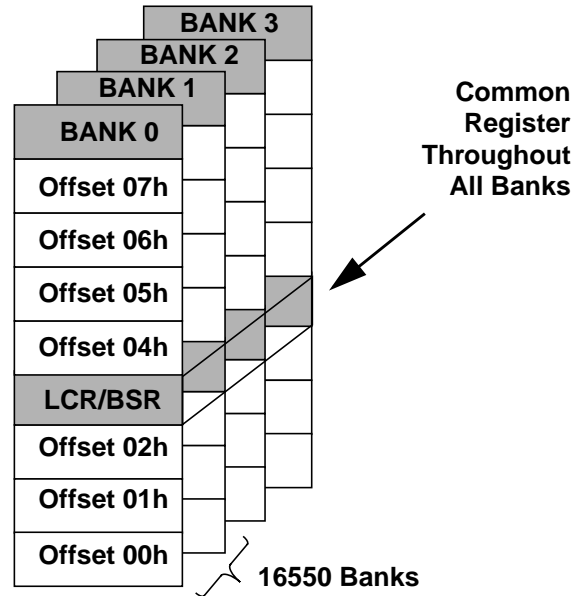 BANK 3
BANK 2
BANK 1
BANK 0
Common
Register
Throughout
All Banks
Offset 07h
Offset 06h
Offset 05h
Offset 04h
LCR/BSR
Offset 02h
Offset 01h
Offset 00h
16550 Banks